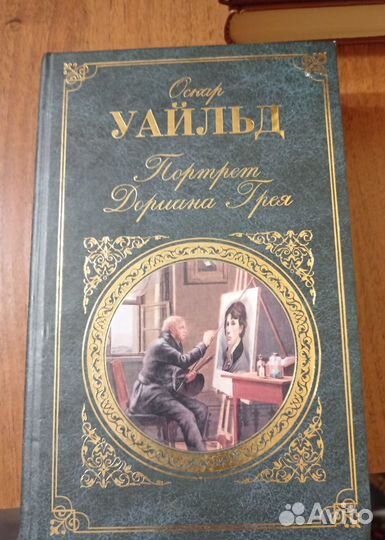 Оскар
УАЙЛЬД
Портрет
Дориана Грея
Avito